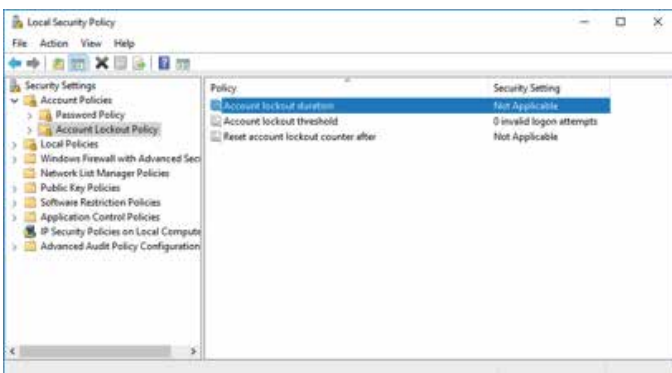 Local Security Policy
File Action View Help
Security Settings
Account Policies
Password Policy
Account Lockout Policy
Local Policies
Windows Firewall with Advanced Secu
Network List Manager Policies
Public Key Policies
Software Restriction Policies
Application Control Policies
IP Security Policies on Local Compute
Advanced Audit Policy Configuration
Policy Security Setting
Account lockout duration Not Applicable
Account lockout threshold 0 invalid logon attempts
Reset account lockout counter after Not Applicable